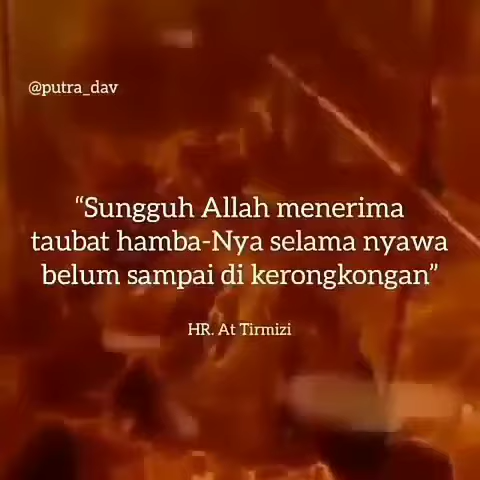 @putra_dav
“Sungguh Allah menerima
taubat hamba-Nya selama nyawa
belum sampai di kerongkongan”
HR. At Tirmizi